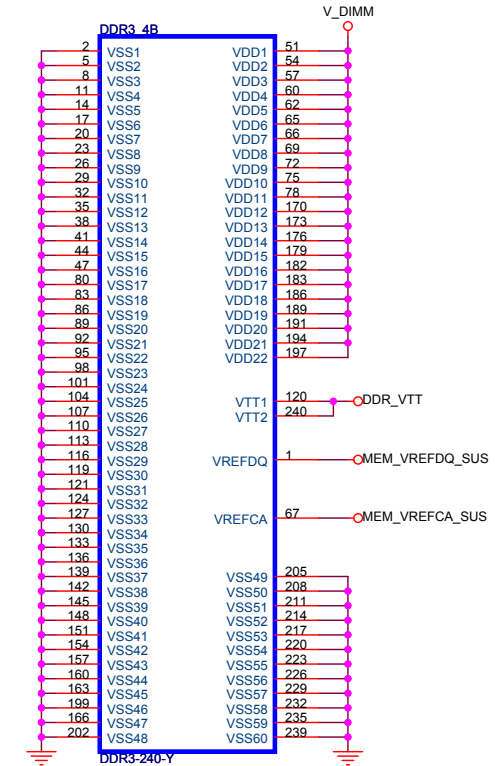 V_DIMM
DDR3_4B
2 VSS1 VDD1 51
5 VSS2 VDD2 54
8 VSS3 VDD3 57
11 VSS4 VDD4 60
14 VSS5 VDD5 62
17 VSS6 VDD6 65
20 VSS7 VDD7 66
23 VSS8 VDD8 69
26 VSS9 VDD9 72
29 VSS10 VDD10 75
32 VSS11 VDD11 78
35 VSS12 VDD12 170
38 VSS13 VDD13 173
41 VSS14 VDD14 176
44 VSS15 VDD15 179
47 VSS16 VDD16 182
80 VSS17 VDD17 183
83 VSS18 VDD18 186
86 VSS19 VDD19 189
89 VSS20 VDD20 191
92 VSS21 VDD21 194
95 VSS22 VDD22 197
98 VSS23
101 VSS24
104 VSS25 VTT1 120 DDR_VTT
107 VSS26 VTT2 240
110 VSS27
113 VSS28
116 VSS29 VREFDQ 1 MEM_VREFDQ_SUS
119 VSS30
121 VSS31
124 VSS32
127 VSS33 VREFCA 67 MEM_VREFCA_SUS
130 VSS34
133 VSS35
136 VSS36
139 VSS37 VSS49 205
142 VSS38 VSS50 208
145 VSS39 VSS51 211
148 VSS40 VSS52 214
151 VSS41 VSS53 217
154 VSS42 VSS54 220
157 VSS43 VSS55 223
160 VSS44 VSS56 226
163 VSS45 VSS57 229
199 VSS46 VSS58 232
166 VSS47 VSS59 235
202 VSS48 VSS60 239
DDR3-240-Y